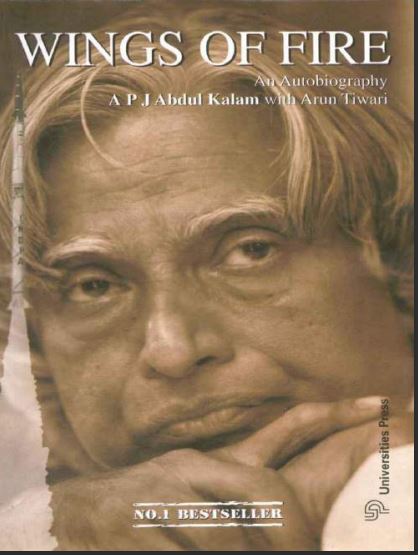 WINGS OF FIRE
An Autobiography
A P J Abdul Kalam with Arun Tiwari
Universities Press
NO.1 BESTSELLER